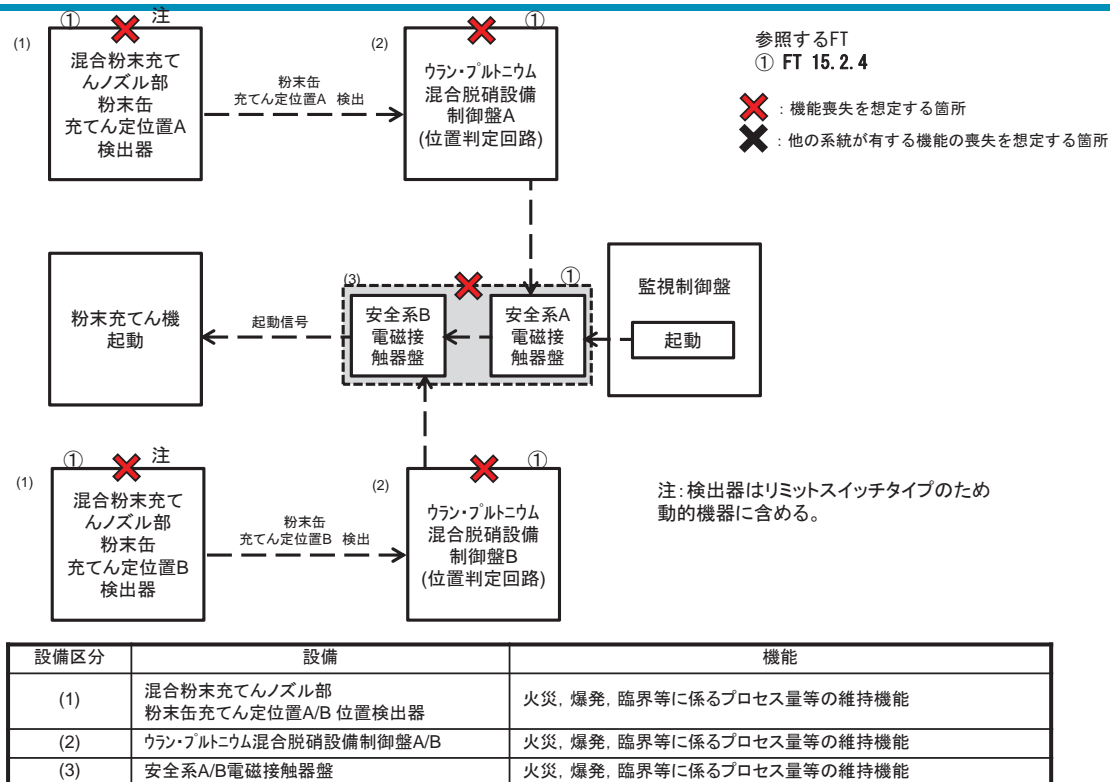 ① 注
(1)
混合粉末充て
んノズル部
粉末缶
充てん定位置A
検出器
粉末缶
充てん定位置A 検出
①
(2)
ウラン・プルトニウム
混合脱硝設備
制御盤A
(位置判定回路)
参照するFT
① FT 15.2.4
：機能喪失を想定する箇所
：他の系統が有する機能の喪失を想定する箇所
粉末充てん機
起動
起動信号
(3)
①
安全系B
電磁接
触器盤
安全系A
電磁接
触器盤
監視制御盤
起動
① 注
(1)
混合粉末充て
んノズル部
粉末缶
充てん定位置B
検出器
粉末缶
充てん定位置B 検出
①
(2)
ウラン・プルトニウム
混合脱硝設備
制御盤B
(位置判定回路)
注：検出器はリミットスイッチタイプのため
動的機器に含める。
設備区分 設備 機能
(1) 混合粉末充てんノズル部
粉末缶充てん定位置A/B 位置検出器 火災，爆発，臨界等に係るプロセス量等の維持機能
(2) ウラン・プルトニウム混合脱硝設備制御盤A/B 火災，爆発，臨界等に係るプロセス量等の維持機能
(3) 安全系A/B電磁接触器盤 火災，爆発，臨界等に係るプロセス量等の維持機能